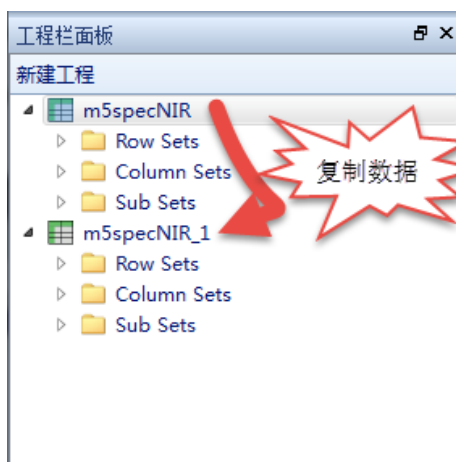 工程栏面板
新建工程
m5specNIR
Row Sets
Column Sets
Sub Sets
复制数据
m5specNIR_1
Row Sets
Column Sets
Sub Sets